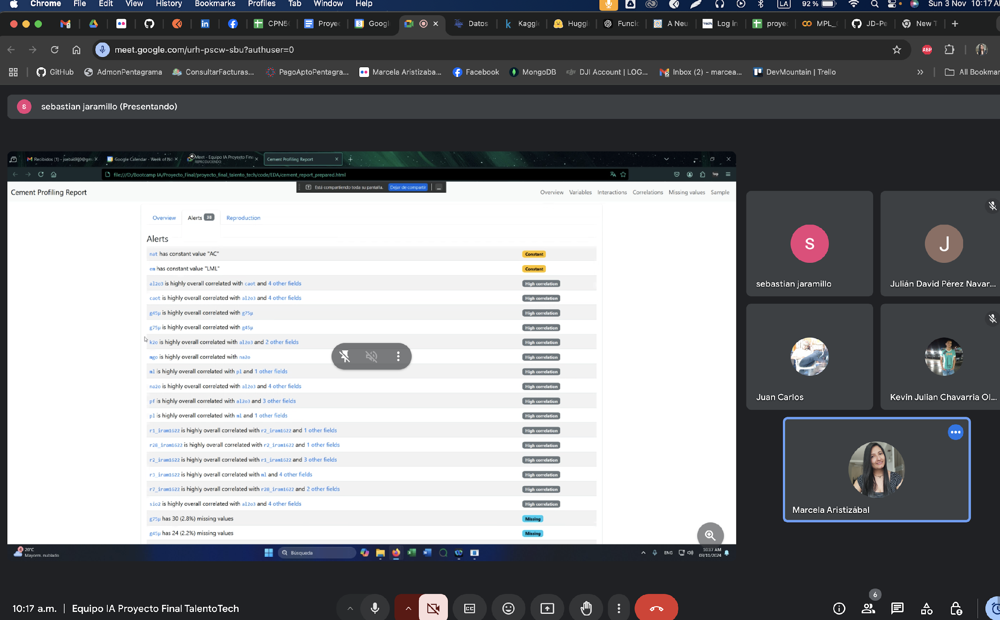 Chrome File Edit View History Bookmarks Profiles Tab Window Help LA 92 % Sun 3 Nov 10:17 AM
CPN5 Proyec Googl Datos Kaggl Huggi Funcio A Neu Log in proye MPL_ JD-Pe New T
meet.google.com/urh-pscw-sbu?authuser=0 ABP
GitHub AdmonPentagrama ConsultarFacturas... PagoAptoPentagra... Marcela Aristizaba... Facebook MongoDB DJI Account | LOG... Inbox (2) - marcea... DevMountain | Trello » All Bookmar
S sebastian jaramillo (Presentando)
Recibidos (1) - jsebas980@gm Google Calendar - Week of No Meet - Equipo IA Proyecto Fina Cement Profiling Report
REPRODUCIENDO
file:///D:/Bootcamp IA/Proyecto_Final/proyecto_final_talento_tech/code/EDA/cement_report_prepared.html
Está compartiendo toda su pantalla. Dejar de compartir
Cement Profiling Report Overview Variables Interactions Correlations Missing values Sample
Overview Alerts 38 Reproduction
Alerts
nat has constant value "AC" Constant
em has constant value "LML" Constant
al2o3 is highly overall correlated with caot and 4 other fields High correlation
caot is highly overall correlated with al2o3 and 4 other fields High correlation
g45µ is highly overall correlated with g75µ High correlation
g75µ is highly overall correlated with g45µ High correlation
k2o is highly overall correlated with al2o3 and 2 other fields High correlation
mgo is highly overall correlated with na2o High correlation
ml is highly overall correlated with pl and 1 other fields High correlation
na2o is highly overall correlated with al2o3 and 4 other fields High correlation
pf is highly overall correlated with al2o3 and 3 other fields High correlation
pl is highly overall correlated with ml and 1 other fields High correlation
r1_iram1622 is highly overall correlated with r2_iram1622 and 1 other fields High correlation
r28_iram1622 is highly overall correlated with r2_iram1622 and 1 other fields High correlation
r2_iram1622 is highly overall correlated with r1_iram1622 and 3 other fields High correlation
r3_iram1622 is highly overall correlated with ml and 4 other fields High correlation
r7_iram1622 is highly overall correlated with r28_iram1622 and 2 other fields High correlation
sio2 is highly overall correlated with al2o3 and 4 other fields High correlation
g75µ has 30 (2.8%) missing values Missing
g45µ has 24 (2.2%) missing values Missing
4 20°C
Mayorm. nublado
Búsqueda
ENG
10:17 AM
03/11/2024
S
sebastian jaramillo
J
Julián David Pérez Navar...
Juan Carlos
Kevin Julian Chavarria Ol...
Marcela Aristizábal
10:17 a.m. | Equipo IA Proyecto Final TalentoTech
CC
6